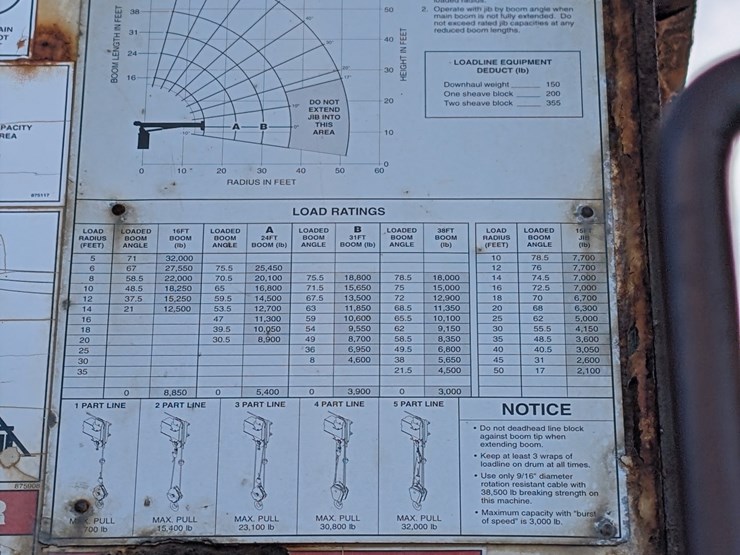 loaded radius.
2. Operate with jib by boom angle when
main boom is not fully extended. Do
not exceed rated jib capacities at any
reduced boom lengths.
LOADLINE EQUIPMENT
DEDUCT (lb)
Downhaul weight 150
One sheave block 200
Two sheave block 355
BOOM LENGTH IN FEET
38
31
24
16
HEIGHT IN FEET
50
40
30
20
10
0
DO NOT
EXTEND
JIB INTO
THIS
AREA
A B
0 10 20 30 40 50 60
RADIUS IN FEET
PACITY
REA
875117
LOAD RATINGS
LOAD RADIUS (FEET) LOADED BOOM ANGLE 16FT BOOM (lb) LOADED BOOM ANGLE A 24FT BOOM (lb) LOADED BOOM ANGLE B 31FT BOOM (lb) LOADED BOOM ANGLE 38FT BOOM (lb) LOAD RADIUS (FEET) LOADED BOOM ANGLE JIB (lb)
5 71 32,000 10 78.5 7,700
6 67 27,550 75.5 25,450 12 76 7,700
8 58.5 22,000 70.5 20,100 75.5 18,800 78.5 18,000 14 74.5 7,000
10 48.5 18,250 65 16,800 71.5 15,650 75 15,000 16 72.5 7,000
12 37.5 15,250 59.5 14,500 67.5 13,500 72 12,900 18 70 6,700
14 21 12,500 53.5 12,700 63 11,850 68.5 11,350 20 68 6,300
16 47 11,300 59 10,600 65.5 10,100 25 62 5,000
18 39.5 10,050 54 9,550 62 9,150 30 55.5 4,150
20 30.5 8,900 49 8,700 58.5 8,350 35 48.5 3,600
25 36 6,950 49.5 6,800 40 40.5 3,050
30 8 4,600 38 5,650 45 31 2,600
35 21.5 4,500 50 17 2,100
0 8,850 0 5,400 0 3,900 0 3,000
1 PART LINE 2 PART LINE 3 PART LINE 4 PART LINE 5 PART LINE
MAX. PULL
700 lb
MAX. PULL
15,400 lb
MAX. PULL
23,100 lb
MAX. PULL
30,800 lb
MAX. PULL
32,000 lb
NOTICE
• Do not deadhead line block
against boom tip when
extending boom.
• Keep at least 3 wraps of
loadline on drum at all times.
• Use only 9/16" diameter
rotation resistant cable with
38,500 lb breaking strength on
this machine.
• Maximum capacity with "burst
of speed" is 3,000 lb.